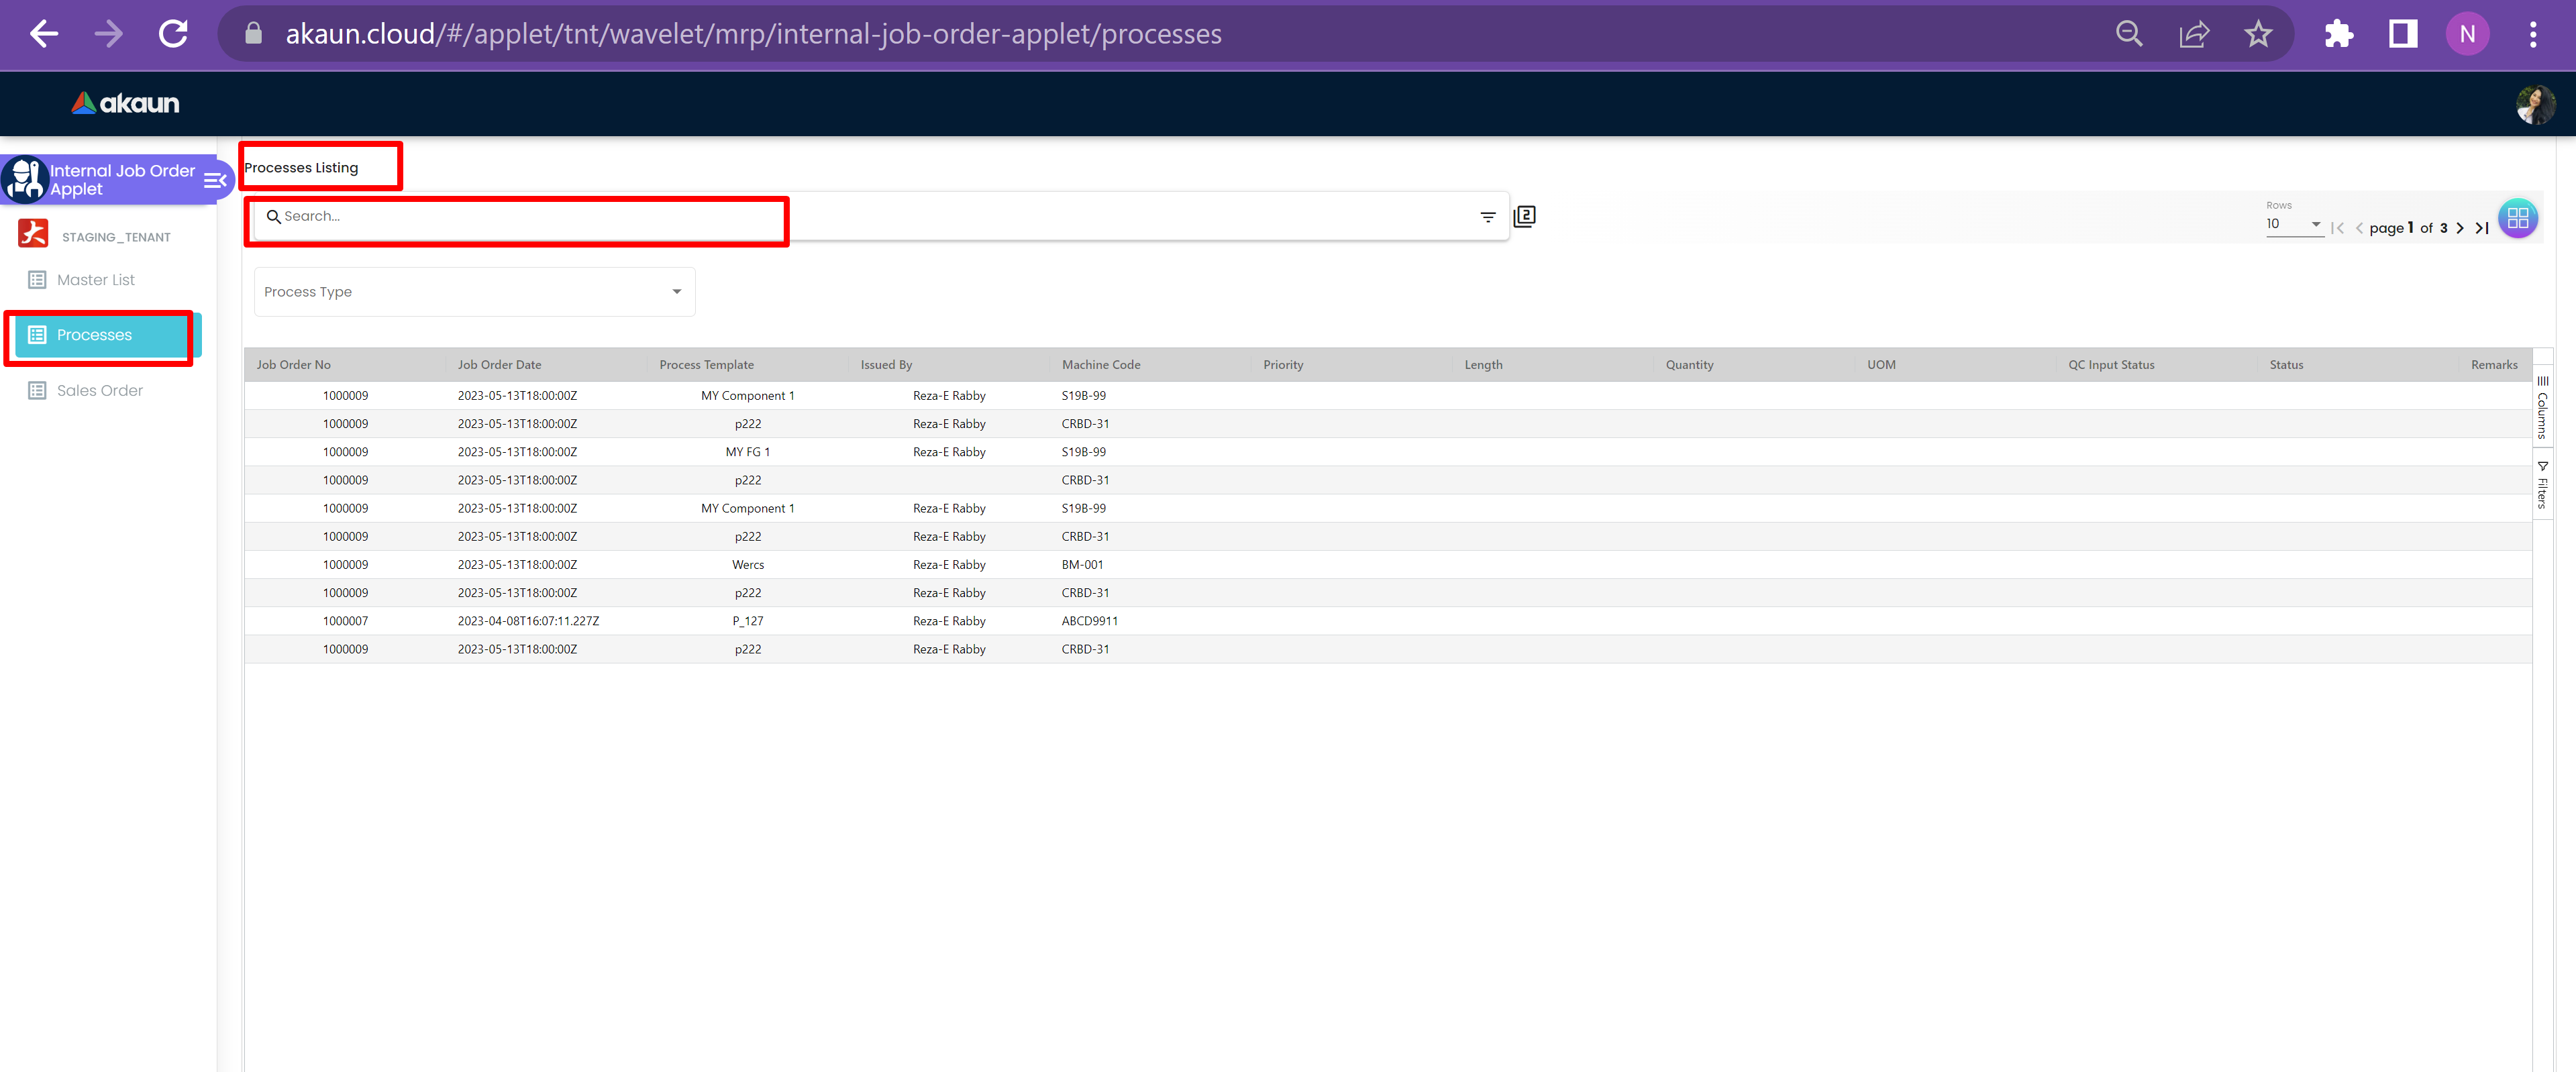 akaun.cloud/#/applet/tnt/wavelet/mrp/internal-job-order-applet/processes
N
akaun
Internal Job Order
Applet
STAGING_TENANT
Master List
Processes
Sales Order
Processes Listing
Search...
2
Rows
10
page 1 of 3
Process Type
Job Order No Job Order Date Process Template Issued By Machine Code Priority Length Quantity UOM QC Input Status Status Remarks
1000009 2023-05-13T18:00:00Z MY Component 1 Reza-E Rabby S19B-99
1000009 2023-05-13T18:00:00Z p222 Reza-E Rabby CRBD-31
1000009 2023-05-13T18:00:00Z MY FG 1 Reza-E Rabby S19B-99
1000009 2023-05-13T18:00:00Z p222 Reza-E Rabby CRBD-31
1000009 2023-05-13T18:00:00Z MY Component 1 Reza-E Rabby S19B-99
1000009 2023-05-13T18:00:00Z p222 Reza-E Rabby CRBD-31
1000009 2023-05-13T18:00:00Z Wercs Reza-E Rabby BM-001
1000009 2023-05-13T18:00:00Z p222 Reza-E Rabby CRBD-31
1000007 2023-04-08T16:07:11.227Z P_127 Reza-E Rabby ABCD9911
1000009 2023-05-13T18:00:00Z p222 Reza-E Rabby CRBD-31
Columns
Filters